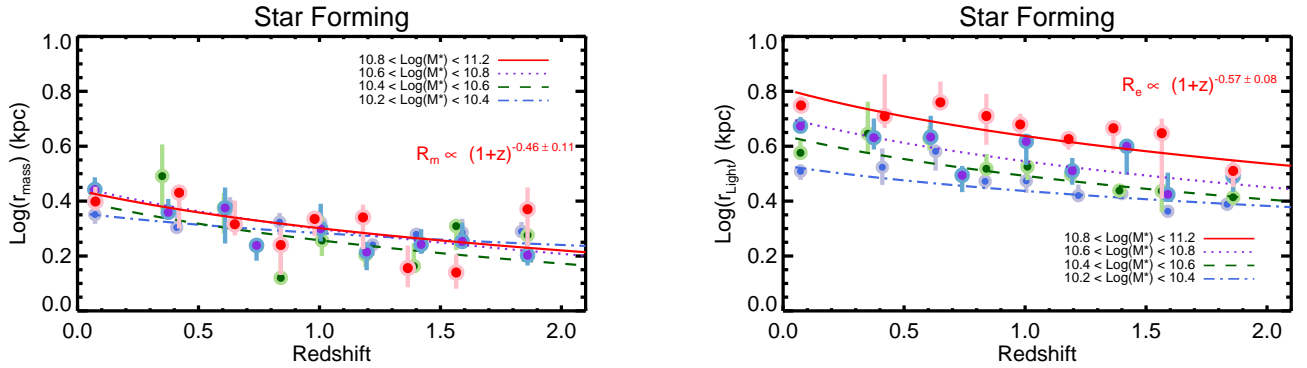 Star Forming
1.0
0.8
0.6
0.4
0.2
0.0
Log(r_mass) (kpc)
10.8 < Log(M*) < 11.2
10.6 < Log(M*) < 10.8
10.4 < Log(M*) < 10.6
10.2 < Log(M*) < 10.4
R_m ∝ (1+z)^-0.46 ± 0.11
0.0 0.5 1.0 1.5 2.0
Redshift
Star Forming
1.0
0.8
0.6
0.4
0.2
0.0
Log(r_Light) (kpc)
R_e ∝ (1+z)^-0.57 ± 0.08
10.8 < Log(M*) < 11.2
10.6 < Log(M*) < 10.8
10.4 < Log(M*) < 10.6
10.2 < Log(M*) < 10.4
0.0 0.5 1.0 1.5 2.0
Redshift